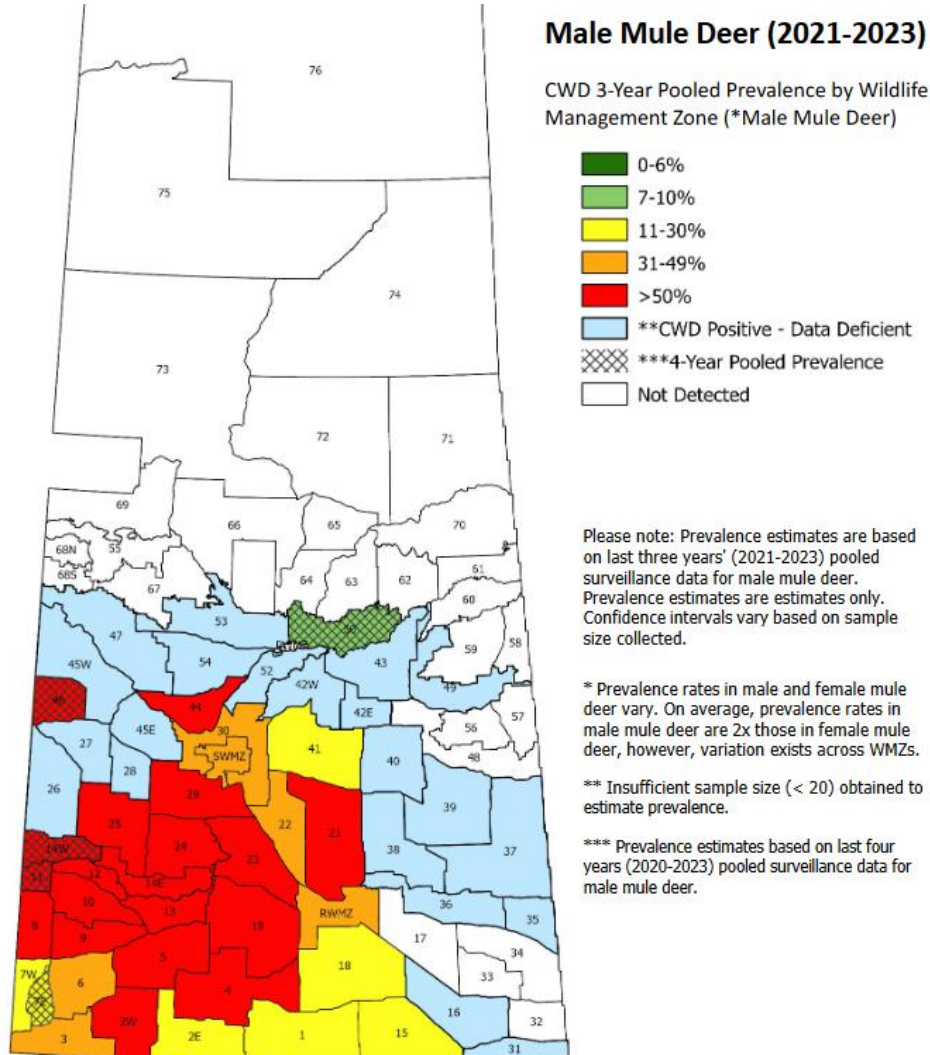 Male Mule Deer (2021-2023)
CWD 3-Year Pooled Prevalence by Wildlife
Management Zone (*Male Mule Deer)
0-6%
7-10%
11-30%
31-49%
>50%
**CWD Positive - Data Deficient
***4-Year Pooled Prevalence
Not Detected
Please note: Prevalence estimates are based
on last three years' (2021-2023) pooled
surveillance data for male mule deer.
Prevalence estimates are estimates only.
Confidence intervals vary based on sample
size collected.
* Prevalence rates in male and female mule
deer vary. On average, prevalence rates in
male mule deer are 2x those in female mule
deer, however, variation exists across WMZs.
** Insufficient sample size (< 20) obtained to
estimate prevalence.
*** Prevalence estimates based on last four
years (2020-2023) pooled surveillance data for
male mule deer.
76
75
74
73
72
71
69
66
65
70
68N
55
68S
67
64
63
62
61
60
53
50
47
59
58
54
43
45W
52
42W
49
46
44
42E
57
56
45E
30
48
27
SWMZ
41
40
28
26
29
39
25
22
21
24
38
37
14W
23
12
14E
36
10
13
35
RWMZ
8
19
9
17
5
34
7W
18
33
6
4
16
32
2W
3
2E
1
15
31